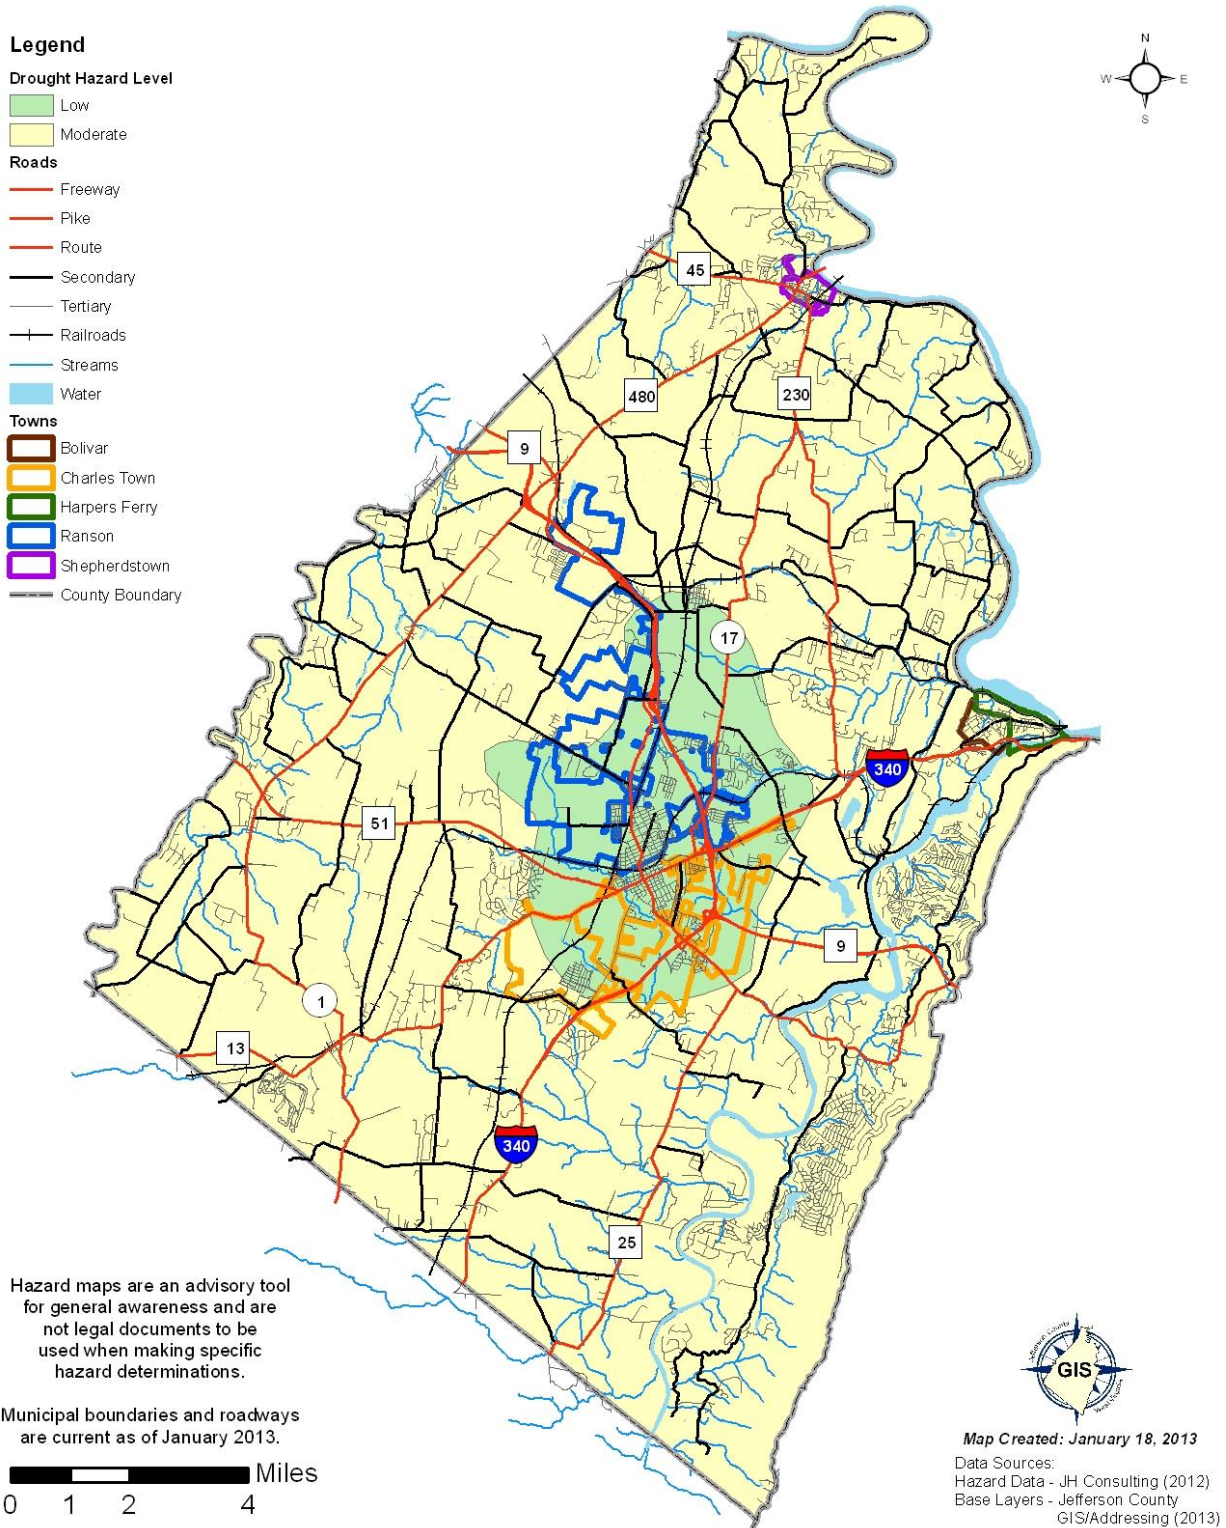 Legend
Drought Hazard Level
Low
Moderate
Roads
Freeway
Pike
Route
Secondary
Tertiary
Railroads
Streams
Water
Towns
Bolivar
Charles Town
Harpers Ferry
Ranson
Shepherdstown
County Boundary
N
W
E
S
45
480
230
9
17
340
51
9
1
13
340
25
Hazard maps are an advisory tool
for general awareness and are
not legal documents to be
used when making specific
hazard determinations.
Municipal boundaries and roadways
are current as of January 2013.
Miles
0 1 2 4
Jefferson County
GIS
West Virginia
Map Created: January 18, 2013
Data Sources:
Hazard Data - JH Consulting (2012)
Base Layers - Jefferson County
GIS/Addressing (2013)